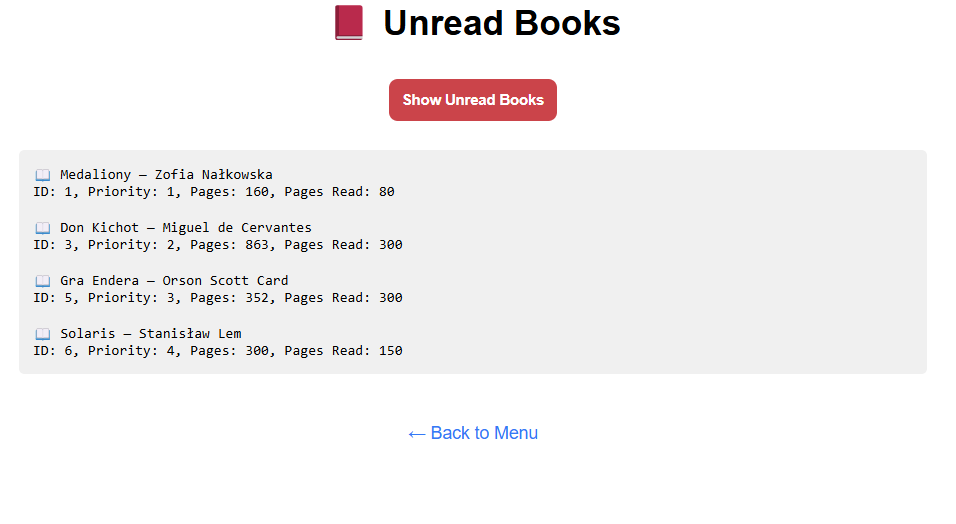 📕 Unread Books
Show Unread Books
📖 Medaliony — Zofia Nałkowska
ID: 1, Priority: 1, Pages: 160, Pages Read: 80
📖 Don Kichot — Miguel de Cervantes
ID: 3, Priority: 2, Pages: 863, Pages Read: 300
📖 Gra Endera — Orson Scott Card
ID: 5, Priority: 3, Pages: 352, Pages Read: 300
📖 Solaris — Stanisław Lem
ID: 6, Priority: 4, Pages: 300, Pages Read: 150
← Back to Menu